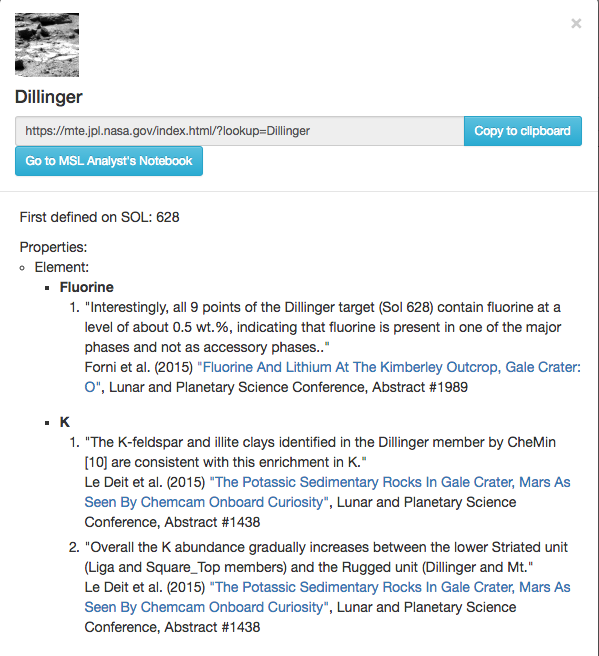 ×
Dillinger
https://mte.jpl.nasa.gov/index.html/?lookup=Dillinger
Copy to clipboard
Go to MSL Analyst's Notebook
First defined on SOL: 628
Properties:
Element:
Fluorine
1. "Interestingly, all 9 points of the Dillinger target (Sol 628) contain fluorine at a
level of about 0.5 wt.%, indicating that fluorine is present in one of the major
phases and not as accessory phases.."
Forni et al. (2015) "Fluorine And Lithium At The Kimberley Outcrop, Gale Crater:
O", Lunar and Planetary Science Conference, Abstract #1989
K
1. "The K-feldspar and illite clays identified in the Dillinger member by CheMin
[10] are consistent with this enrichment in K."
Le Deit et al. (2015) "The Potassic Sedimentary Rocks In Gale Crater, Mars As
Seen By Chemcam Onboard Curiosity", Lunar and Planetary Science
Conference, Abstract #1438
2. "Overall the K abundance gradually increases between the lower Striated unit
(Liga and Square_Top members) and the Rugged unit (Dillinger and Mt."
Le Deit et al. (2015) "The Potassic Sedimentary Rocks In Gale Crater, Mars As
Seen By Chemcam Onboard Curiosity", Lunar and Planetary Science
Conference, Abstract #1438